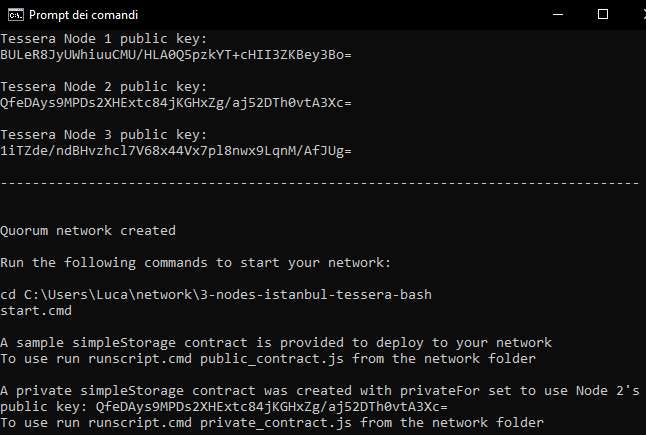 Prompt dei comandi
Tessera Node 1 public key:
BULeR8JyUWhiuuCMU/HLA0Q5pzkYT+cHII3ZKBey3Bo=
Tessera Node 2 public key:
QfeDAys9MPDs2XHExtc84jKGHxZg/aj52DTh0vtA3Xc=
Tessera Node 3 public key:
1iTZde/ndBHvzhcl7V68x44Vx7pl8nwx9LqnM/AfJUg=
--------------------------------------------------------------------------------
Quorum network created
Run the following commands to start your network:
cd C:\Users\Luca\network\3-nodes-istanbul-tessera-bash
start.cmd
A sample simpleStorage contract is provided to deploy to your network
To use run runscript.cmd public_contract.js from the network folder
A private simpleStorage contract was created with privateFor set to use Node 2's
public key: QfeDAys9MPDs2XHExtc84jKGHxZg/aj52DTh0vtA3Xc=
To use run runscript.cmd private_contract.js from the network folder